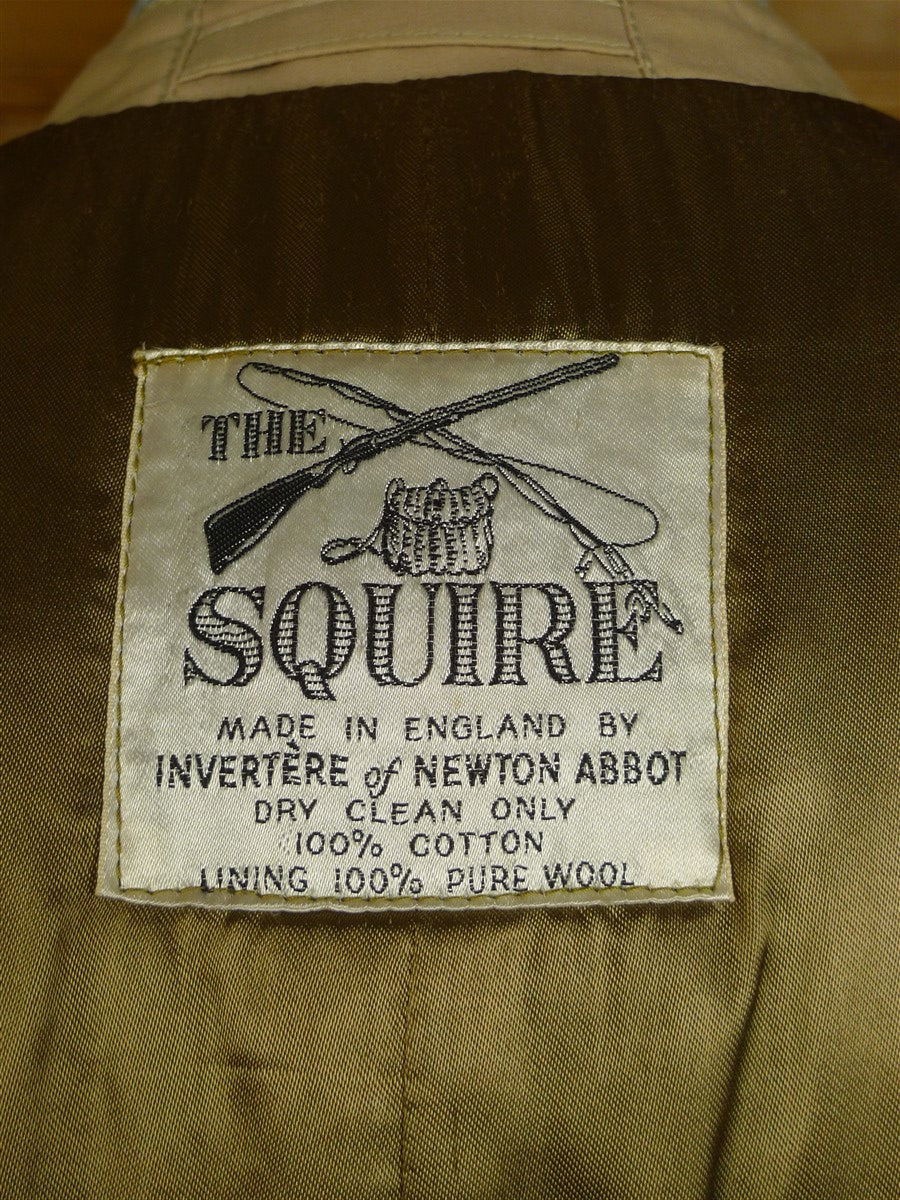 THE
SQUIRE
MADE IN ENGLAND BY
INVERTÈRE of NEWTON ABBOT
DRY CLEAN ONLY
100% COTTON
LINING 100% PURE WOOL